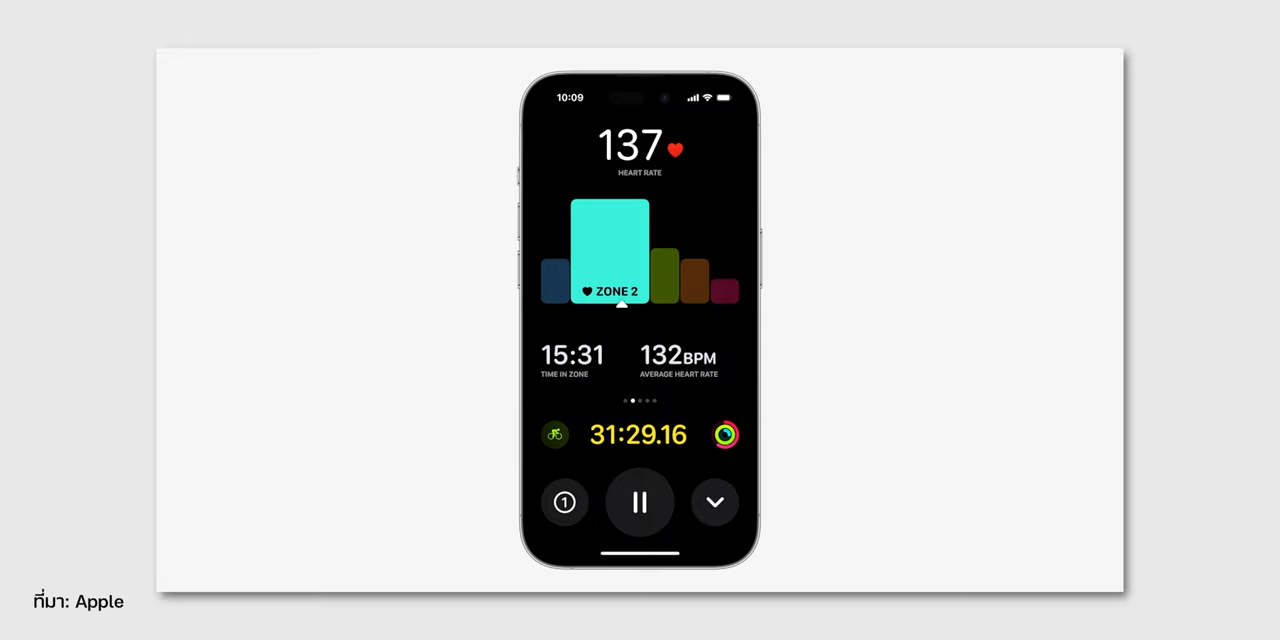 10:09
137
HEART RATE
ZONE 2
15:31
TIME IN ZONE
132BPM
AVERAGE HEART RATE
31:29.16
1
ที่มา: Apple